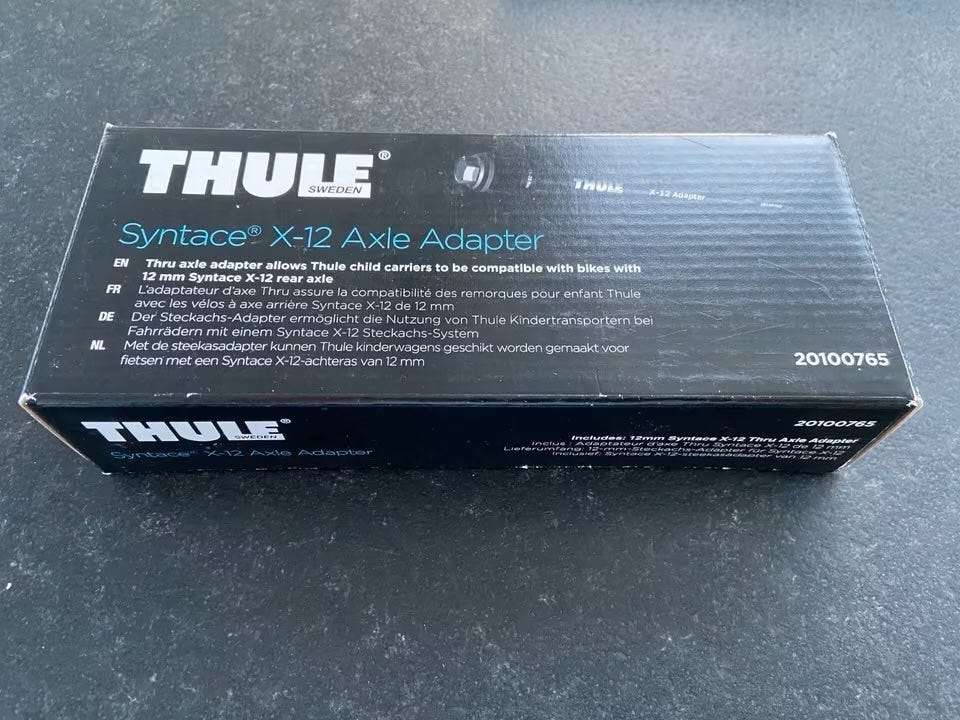 THULE®
SWEDEN
THULE X-12 Adapter
Syntace® X-12 Axle Adapter
EN Thru axle adapter allows Thule child carriers to be compatible with bikes with
12 mm Syntace X-12 rear axle
FR L'adaptateur d'axe Thru assure la compatibilité des remorques pour enfant Thule
avec les vélos à axe arrière Syntace X-12 de 12 mm
DE Der Steckachs-Adapter ermöglicht die Nutzung von Thule Kindertransportern bei
Fahrrädern mit einem Syntace X-12 Steckachs-System
NL Met de steekasadapter kunnen Thule kinderwagens geschikt worden gemaakt voor
fietsen met een Syntace X-12-achteras van 12 mm
20100765
THULE®
SWEDEN
Syntace® X-12 Axle Adapter
20100765
Includes: 12mm Syntace X-12 Thru Axle Adapter
Inclus : Adaptateur d'axe Thru Syntace X-12 de 12 mm
Lieferumfang: 12-mm-Steckachs-Adapter für Syntace X-12
Inclusief: Syntace X-12-steekasadapter van 12 mm